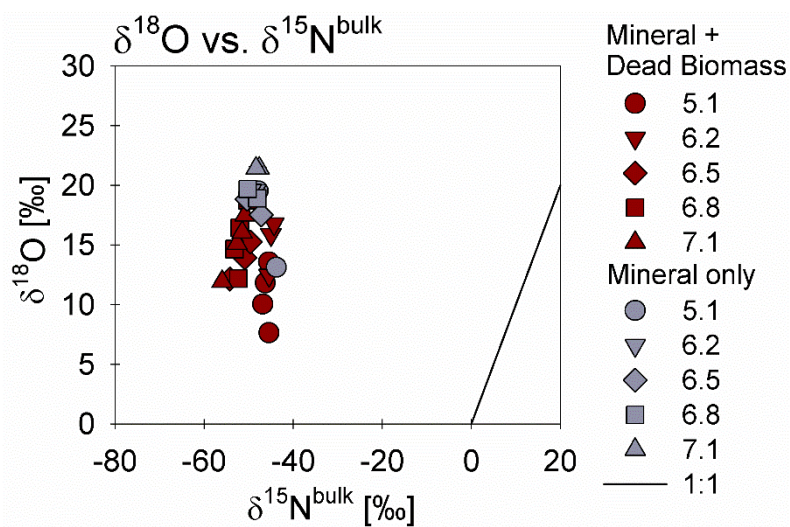 δ¹⁸O vs. δ¹⁵Nᵇᵘˡᵏ
30
25
20
15
10
5
0
δ¹⁸O [‰]
-80 -60 -40 -20 0 20
δ¹⁵Nᵇᵘˡᵏ [‰]
Mineral +
Dead Biomass
5.1
6.2
6.5
6.8
7.1
Mineral only
5.1
6.2
6.5
6.8
7.1
1:1